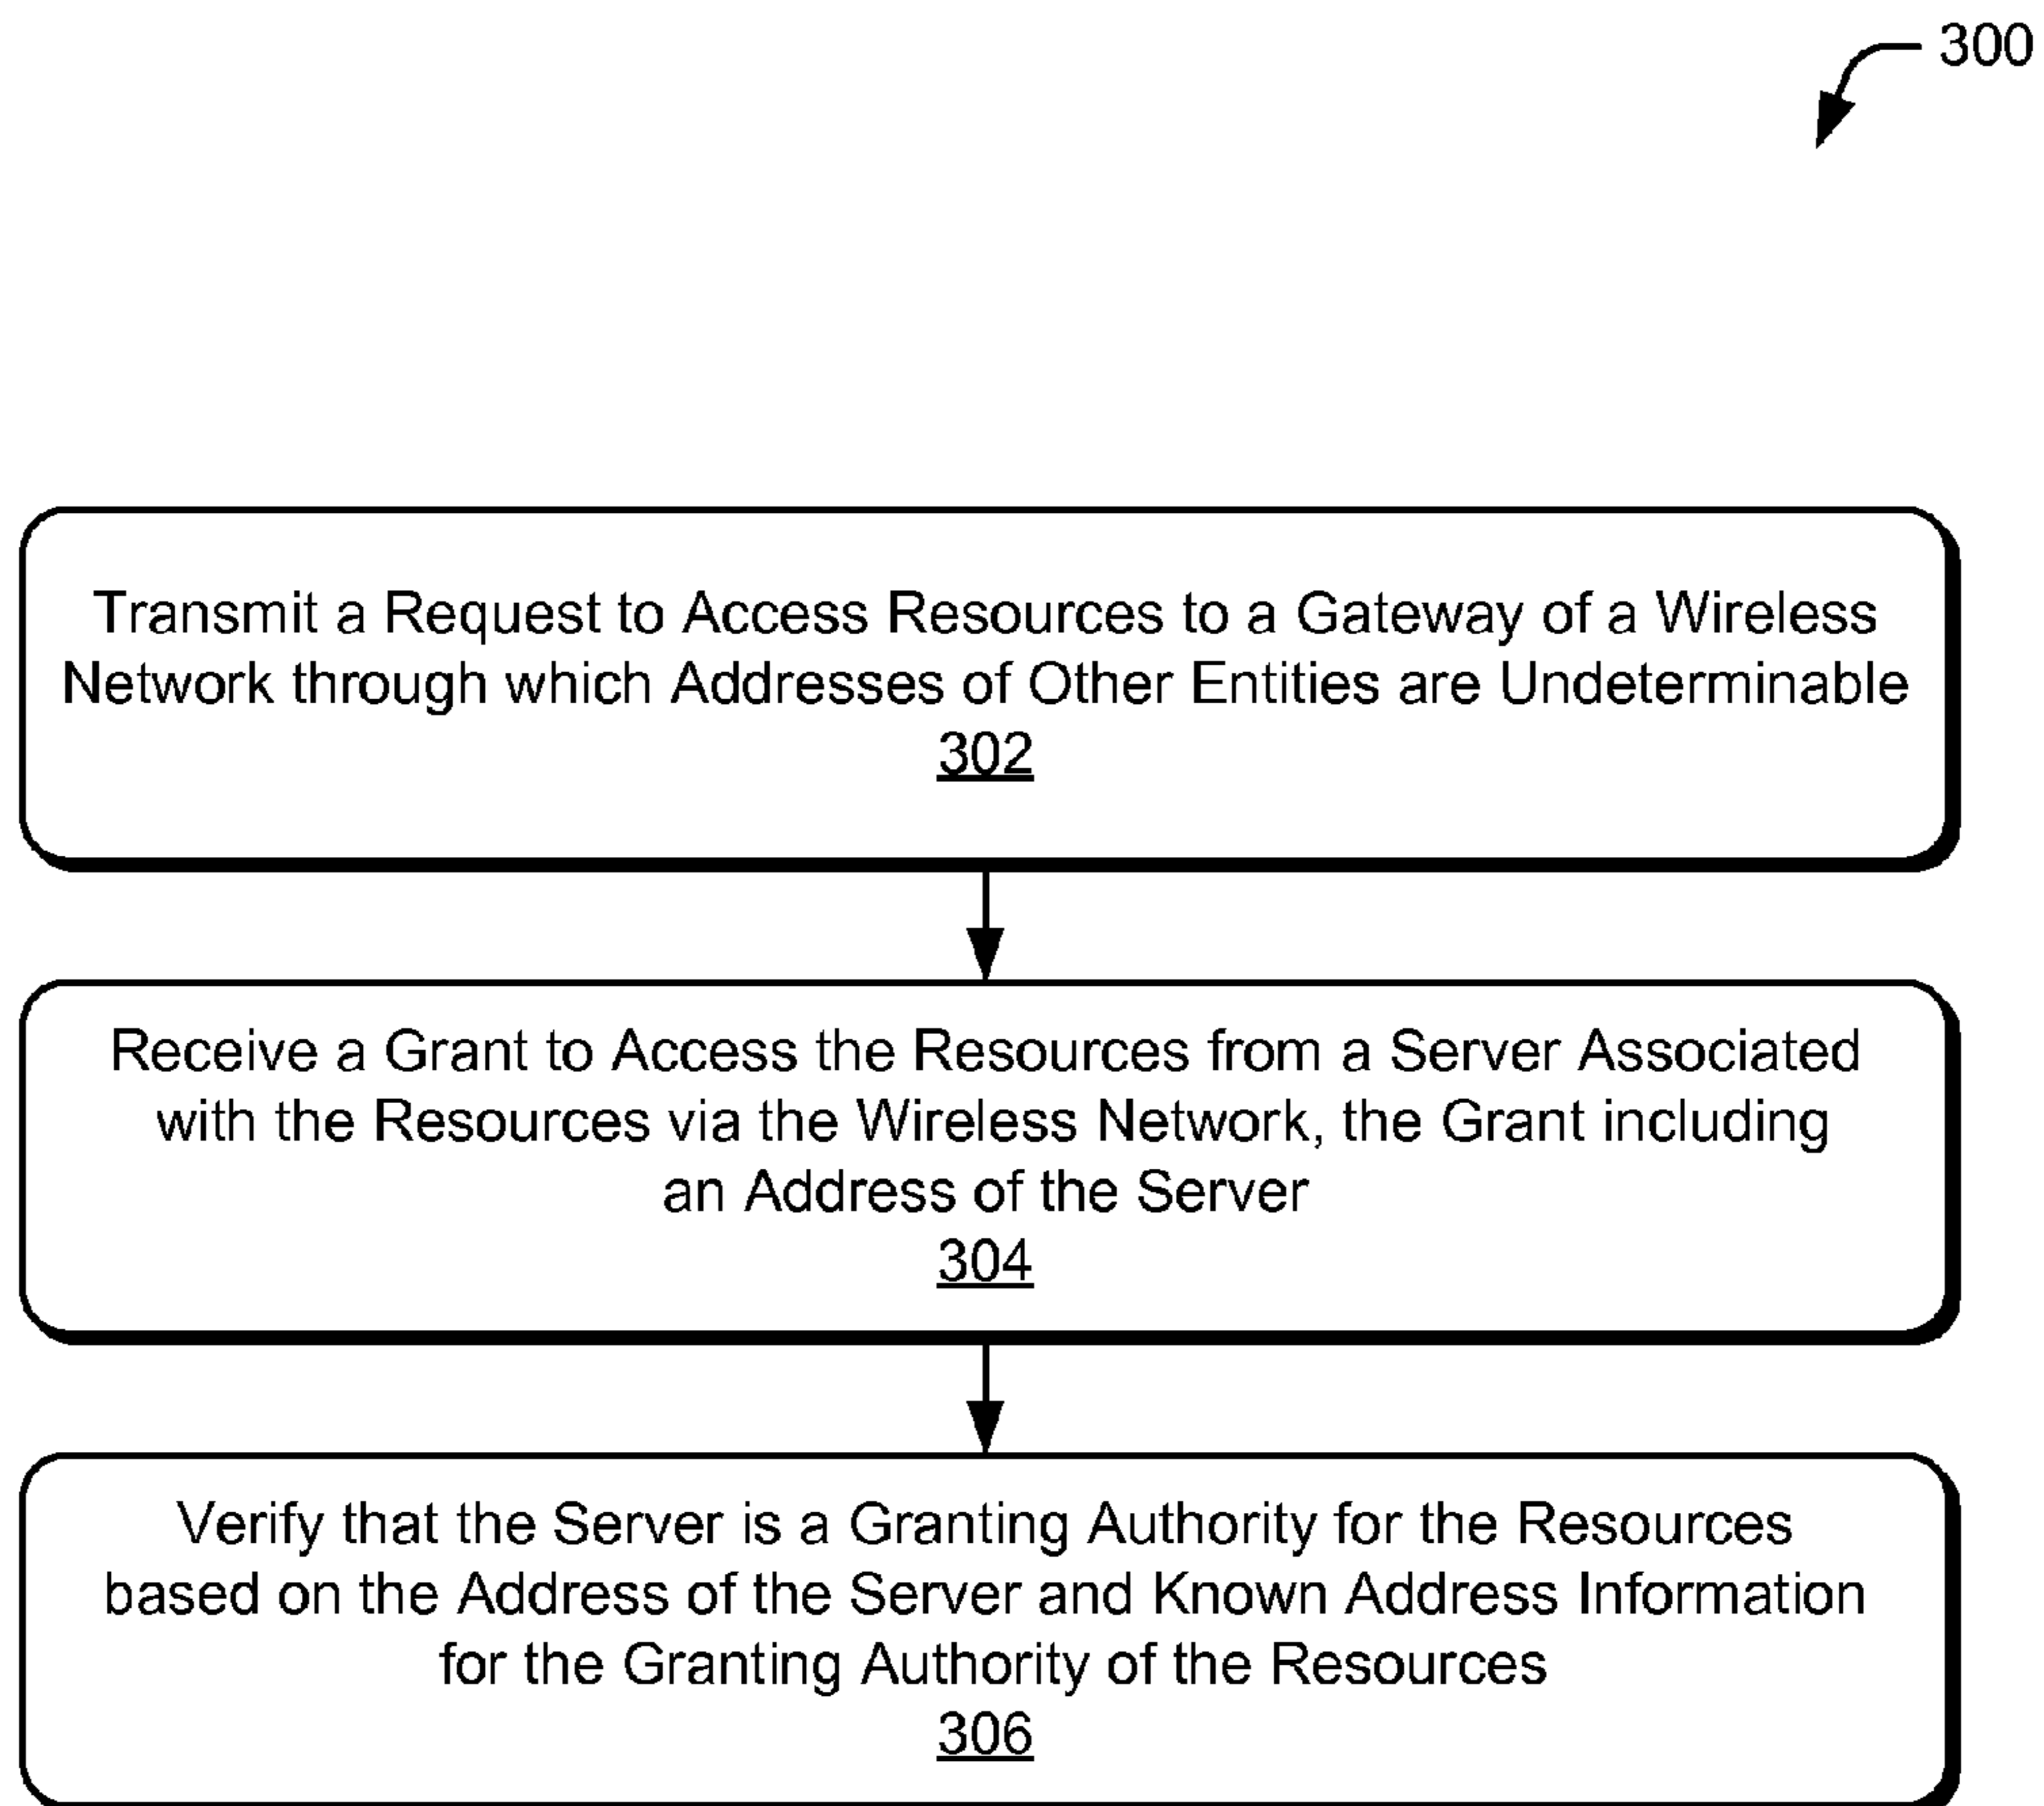 300
Transmit a Request to Access Resources to a Gateway of a Wireless
Network through which Addresses of Other Entities are Undeterminable
302
Receive a Grant to Access the Resources from a Server Associated
with the Resources via the Wireless Network, the Grant including
an Address of the Server
304
Verify that the Server is a Granting Authority for the Resources
based on the Address of the Server and Known Address Information
for the Granting Authority of the Resources
306